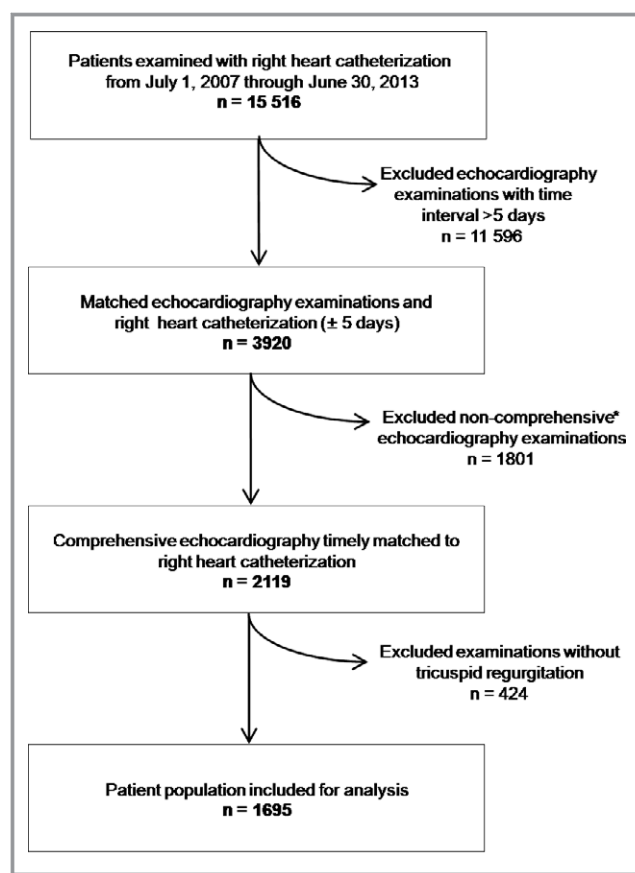 Patients examined with right heart catheterization
from July 1, 2007 through June 30, 2013
n = 15 516
Excluded echocardiography
examinations with time
interval >5 days
n = 11 596
Matched echocardiography examinations and
right heart catheterization (± 5 days)
n = 3920
Excluded non-comprehensive*
echocardiography examinations
n = 1801
Comprehensive echocardiography timely matched to
right heart catheterization
n = 2119
Excluded examinations without
tricuspid regurgitation
n = 424
Patient population included for analysis
n = 1695